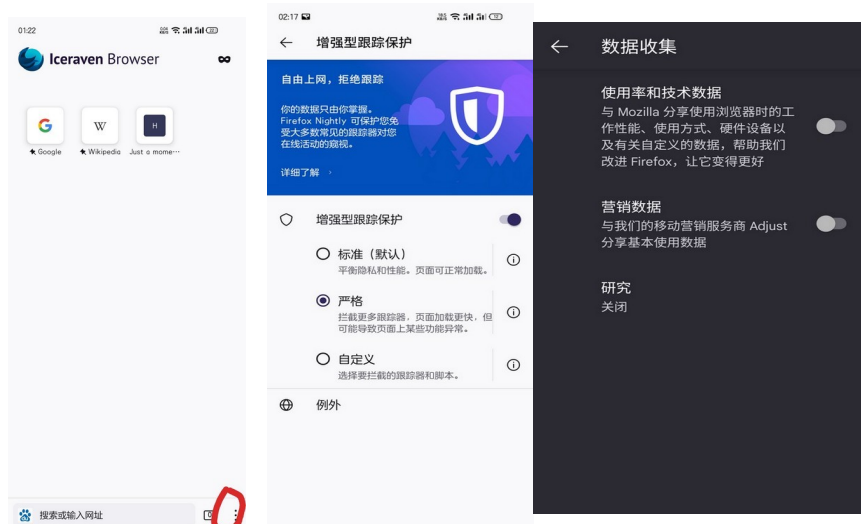 01:22
Iceraven Browser
G
W
H
Google
Wikipedia
Just a mome…
搜索或输入网址
02:17
增强型跟踪保护
自由上网，拒绝跟踪
你的数据只由你掌握。
Firefox Nightly 可保护您免
受大多数常见的跟踪器对您
在线活动的窥视。
详细了解
增强型跟踪保护
标准（默认）
平衡隐私和性能。页面可正常加载。
严格
拦截更多跟踪器，页面加载更快，但
可能导致页面上某些功能异常。
自定义
选择要拦截的跟踪器和脚本。
例外
数据收集
使用率和技术数据
与 Mozilla 分享使用浏览器时的工
作性能、使用方式、硬件设备以
及有关自定义的数据，帮助我们
改进 Firefox，让它变得更好
营销数据
与我们的移动营销服务商 Adjust
分享基本使用数据
研究
关闭